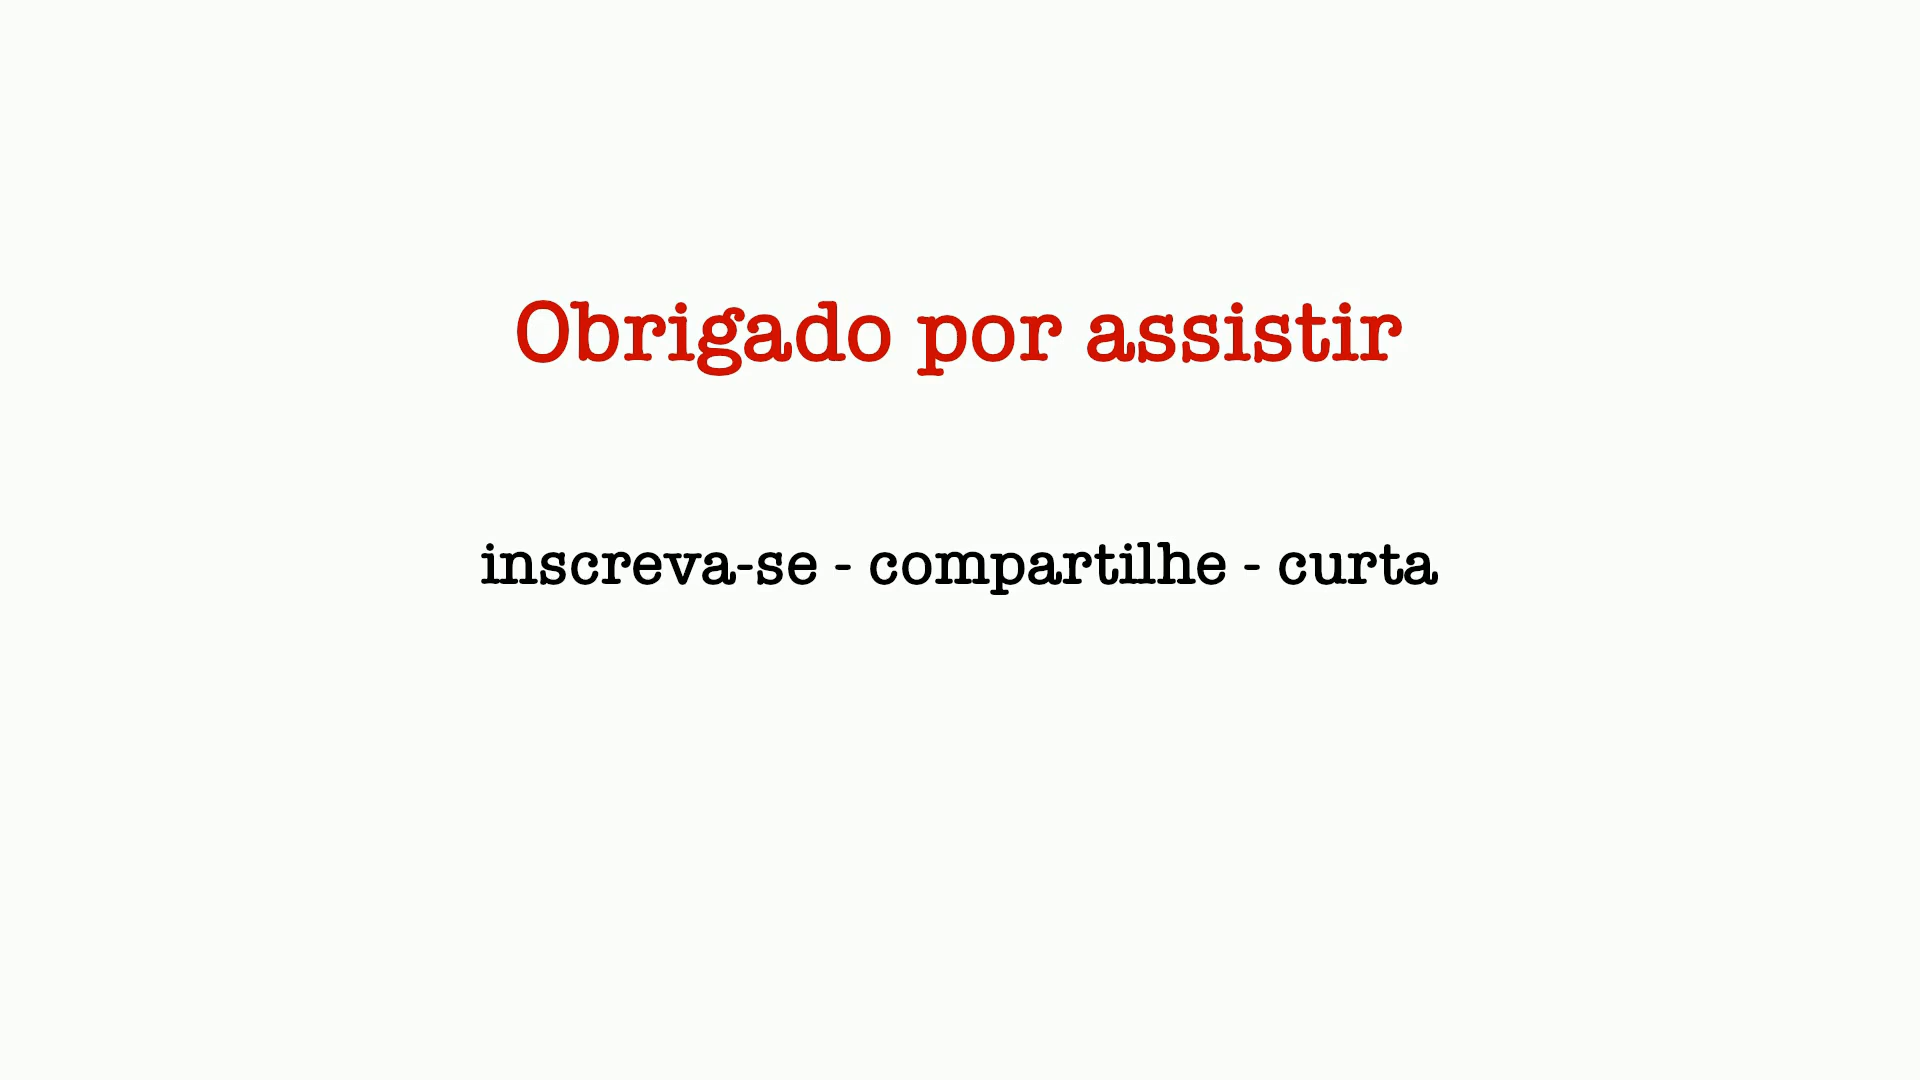 Obrigado por assistir
inscreva-se - compartilhe - curta